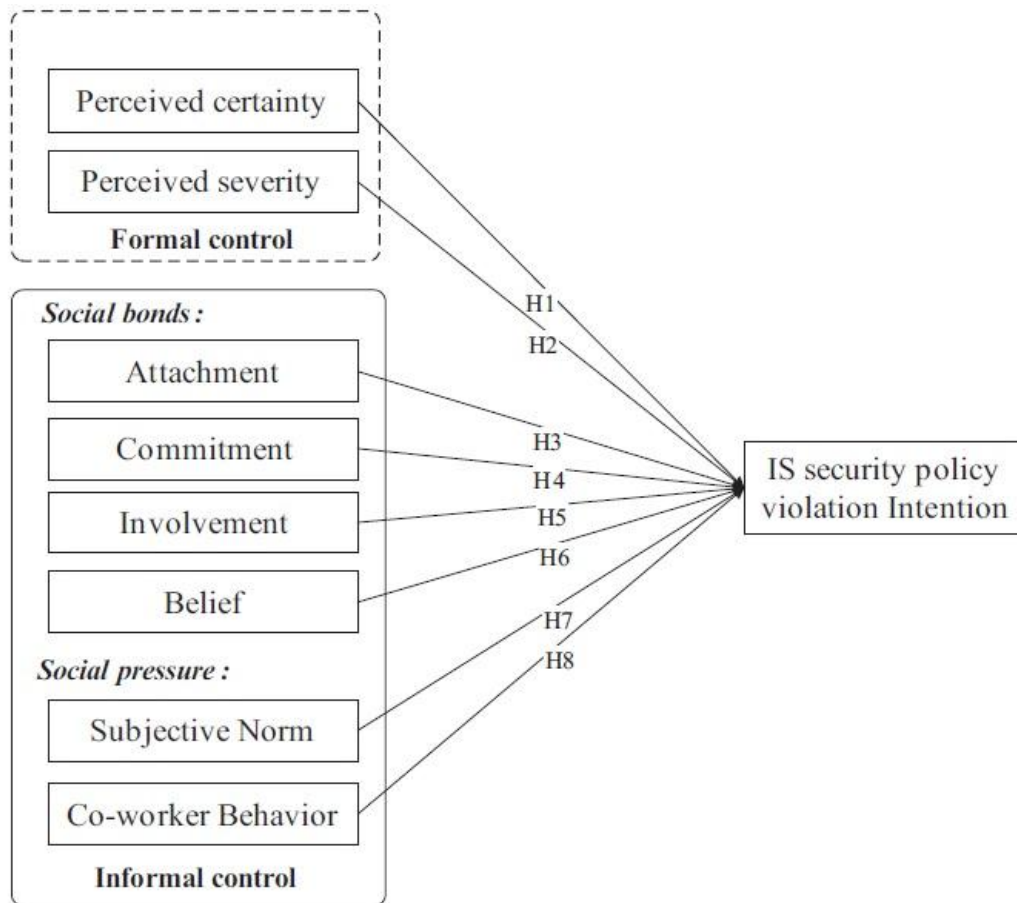 Perceived certainty
Perceived severity
Formal control
Social bonds :
Attachment
Commitment
Involvement
Belief
Social pressure :
Subjective Norm
Co-worker Behavior
Informal control
H1
H2
H3
H4
H5
H6
H7
H8
IS security policy
violation Intention